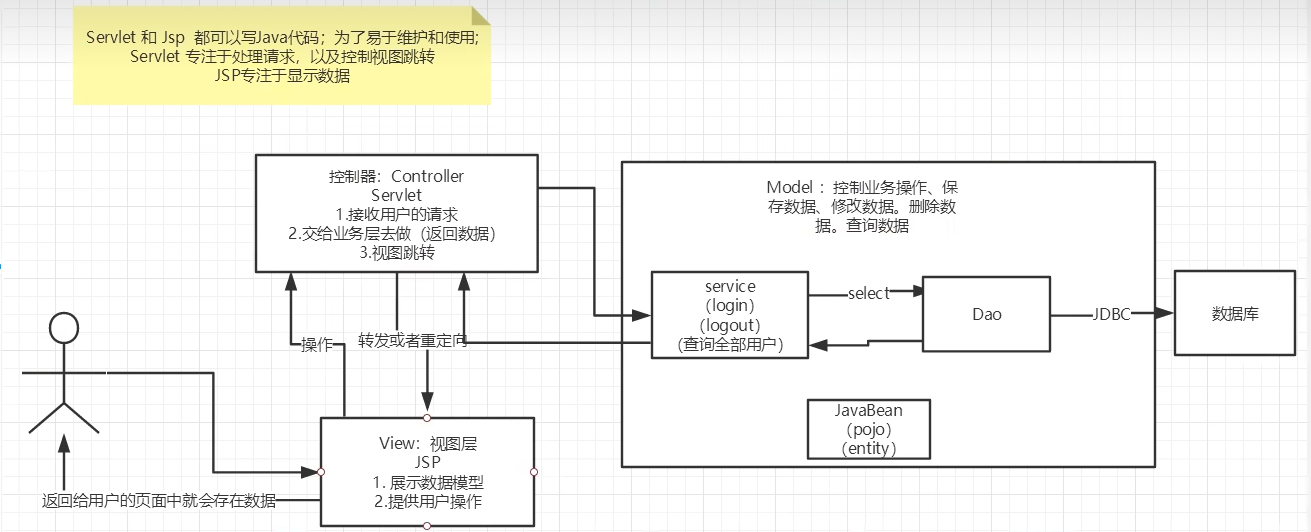 Servlet 和 Jsp 都可以写Java代码；为了易于维护和使用;
Servlet 专注于处理请求，以及控制视图跳转
JSP专注于显示数据
控制器：Controller
Servlet
1.接收用户的请求
2.交给业务层去做（返回数据）
3.视图跳转
Model ：控制业务操作、保
存数据、修改数据。删除数
据。查询数据
service
（login）
（logout）
（查询全部用户）
select
Dao
JDBC
数据库
操作
转发或者重定向
JavaBean
（pojo）
（entity）
View：视图层
JSP
1. 展示数据模型
2.提供用户操作
返回给用户的页面中就会存在数据